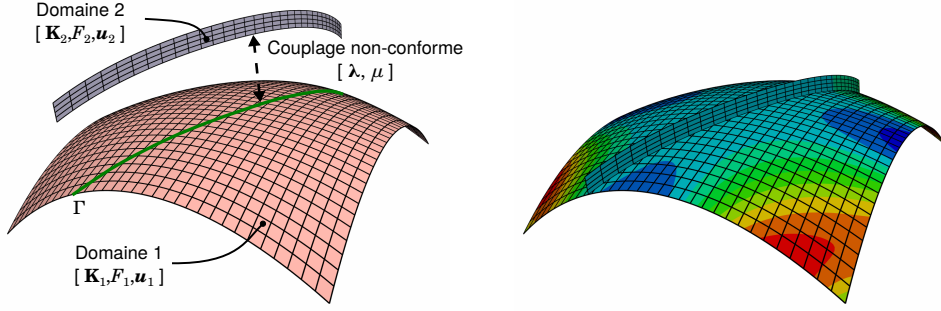 Domaine 2
[ K₂,F₂,u₂ ]
Couplage non-conforme
[ λ, μ ]
Γ
Domaine 1
[ K₁,F₁,u₁ ]